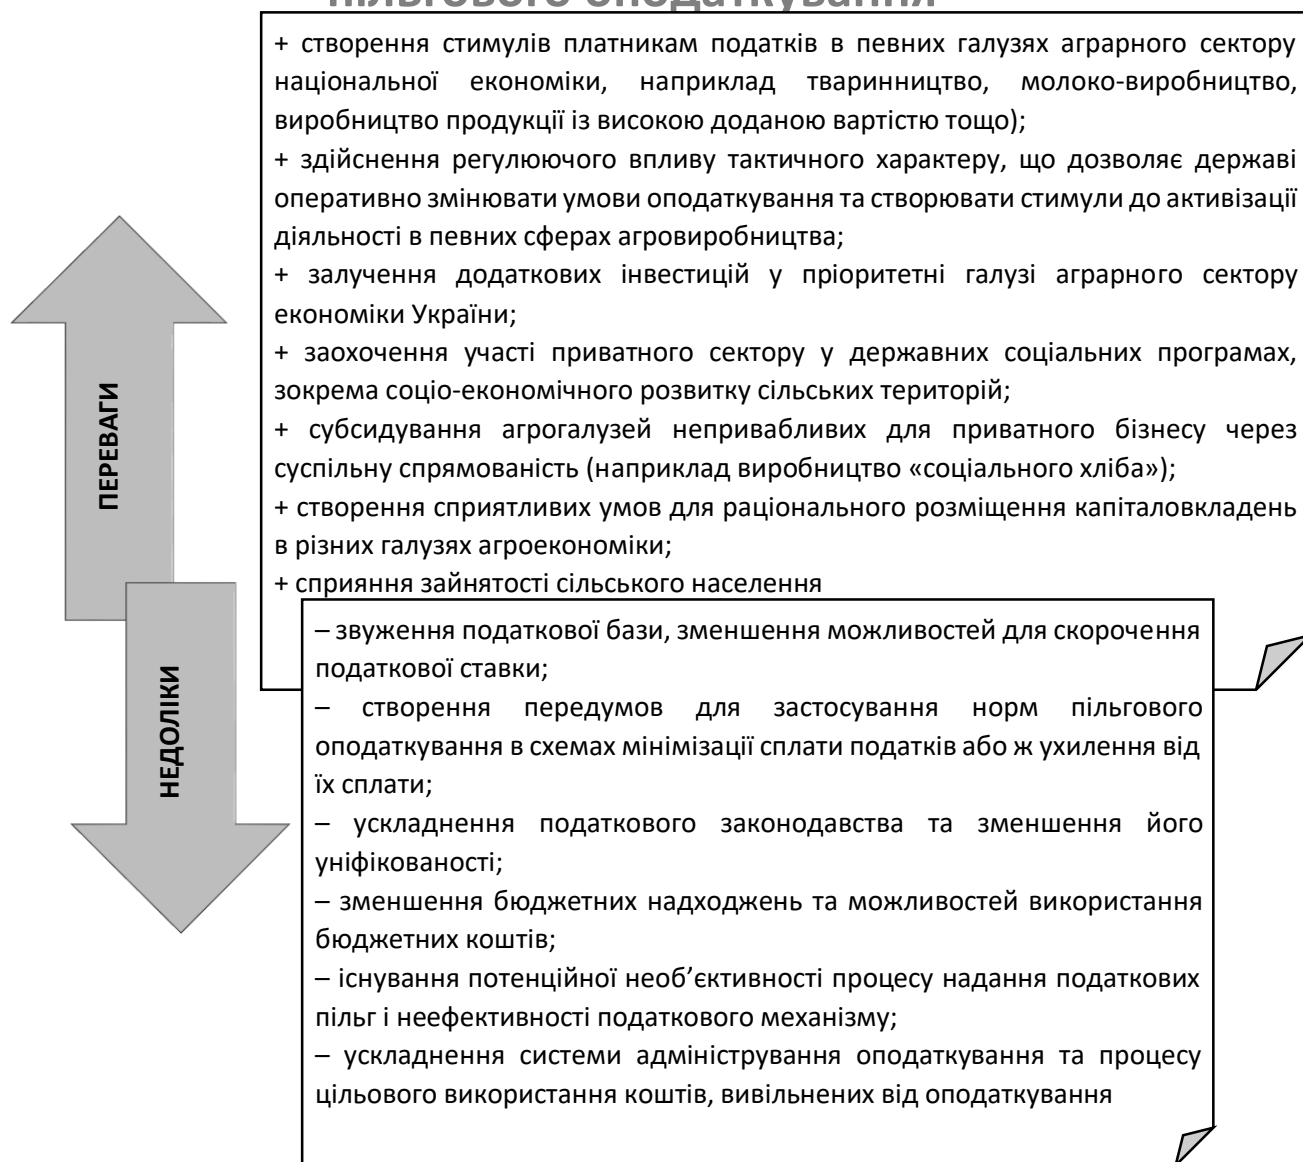 пільгового оподаткування
+ створення стимулів платникам податків в певних галузях аграрного сектору
національної економіки, наприклад тваринництво, молоко-виробництво,
виробництво продукції із високою доданою вартістю тощо);
+ здійснення регулюючого впливу тактичного характеру, що дозволяє державі
оперативно змінювати умови оподаткування та створювати стимули до активізації
діяльності в певних сферах агровиробництва;
+ залучення додаткових інвестицій у пріоритетні галузі аграрного сектору
економіки України;
+ заохочення участі приватного сектору у державних соціальних програмах,
зокрема соціо-економічного розвитку сільських територій;
+ субсидування агрогалузей непривабливих для приватного бізнесу через
суспільну спрямованість (наприклад виробництво «соціального хліба»);
+ створення сприятливих умов для раціонального розміщення капіталовкладень
в різних галузях агроекономіки;
+ сприяння зайнятості сільського населення
ПЕРЕВАГИ
– звуження податкової бази, зменшення можливостей для скорочення
податкової ставки;
– створення передумов для застосування норм пільгового
оподаткування в схемах мінімізації сплати податків або ж ухилення від
їх сплати;
– ускладнення податкового законодавства та зменшення його
уніфікованості;
– зменшення бюджетних надходжень та можливостей використання
бюджетних коштів;
– існування потенційної необ’єктивності процесу надання податкових
пільг і неефективності податкового механізму;
– ускладнення системи адміністрування оподаткування та процесу
цільового використання коштів, вивільнених від оподаткування
НЕДОЛІКИ